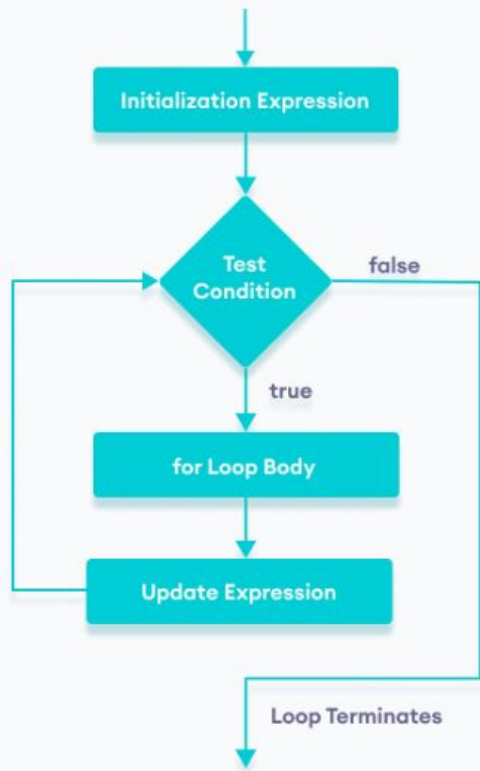 Initialization Expression
Test
Condition
false
true
for Loop Body
Update Expression
Loop Terminates